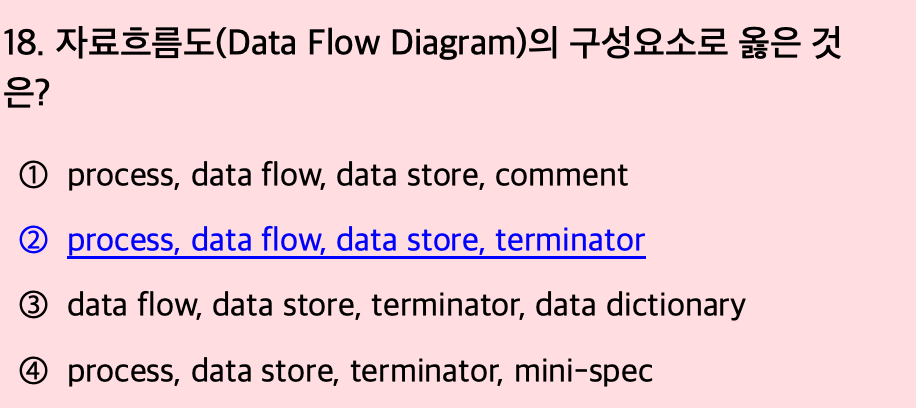 18. 자료흐름도(Data Flow Diagram)의 구성요소로 옳은 것
은?
① process, data flow, data store, comment
② process, data flow, data store, terminator
③ data flow, data store, terminator, data dictionary
④ process, data store, terminator, mini-spec